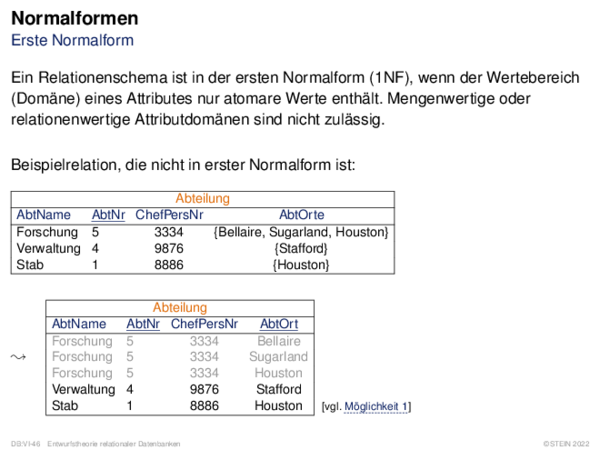 Normalformen
Erste Normalform
Ein Relationenschema ist in der ersten Normalform (1NF), wenn der Wertebereich
(Domäne) eines Attributes nur atomare Werte enthält. Mengenwertige oder
relationenwertige Attributdomänen sind nicht zulässig.
Beispielrelation, die nicht in erster Normalform ist:
Abteilung
AbtName AbtNr ChefPersNr AbtOrte
Forschung 5 3334 {Bellaire, Sugarland, Houston}
Verwaltung 4 9876 {Stafford}
Stab 1 8886 {Houston}
Abteilung
AbtName AbtNr ChefPersNr AbtOrt
Forschung 5 3334 Bellaire
Forschung 5 3334 Sugarland
Forschung 5 3334 Houston
Verwaltung 4 9876 Stafford
Stab 1 8886 Houston [vgl. Möglichkeit 1]
DB:VI-46 Entwurfstheorie relationaler Datenbanken ©STEIN 2022